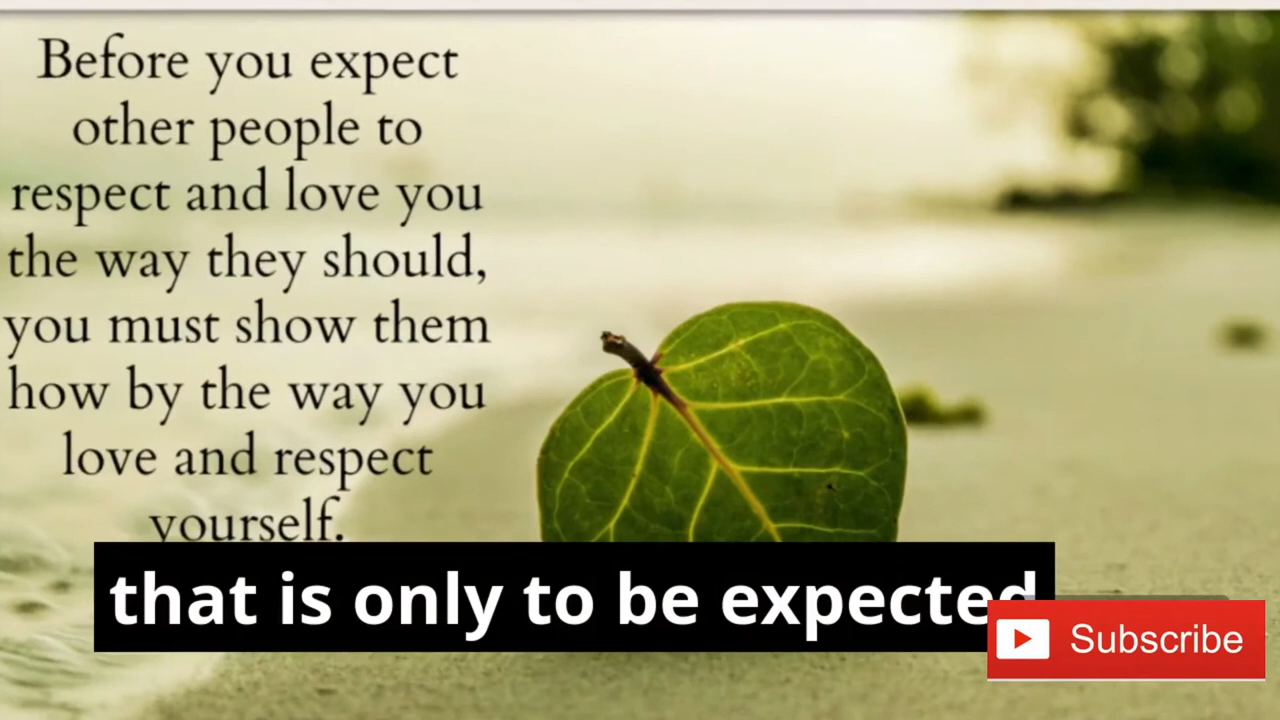 Before you expect
other people to
respect and love you
the way they should,
you must show them
how by the way you
love and respect
yourself.
that is only to be expected
Subscribe